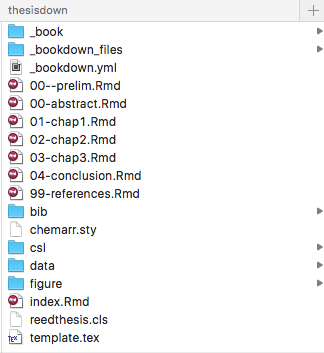 thesisdown
_book
_bookdown_files
_bookdown.yml
00--prelim.Rmd
00-abstract.Rmd
01-chap1.Rmd
02-chap2.Rmd
03-chap3.Rmd
04-conclusion.Rmd
99-references.Rmd
bib
chemarr.sty
csl
data
figure
index.Rmd
reedthesis.cls
template.tex